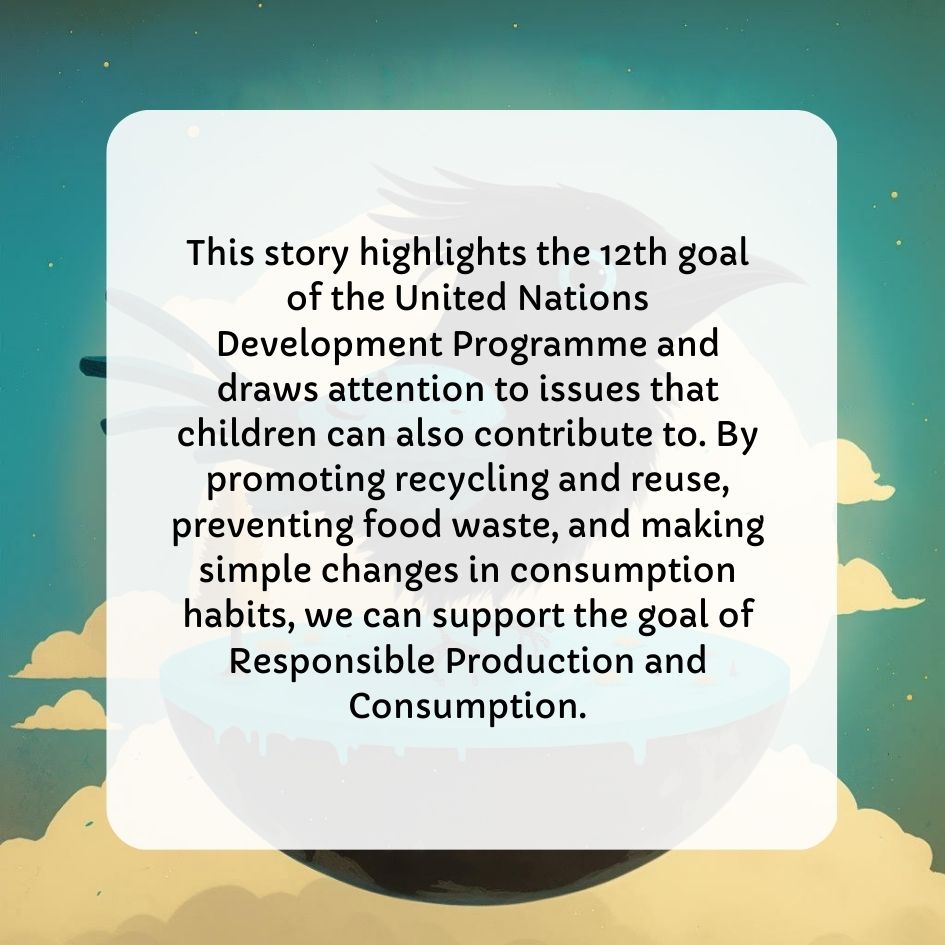 This story highlights the 12th goal
of the United Nations
Development Programme and
draws attention to issues that
children can also contribute to. By
promoting recycling and reuse,
preventing food waste, and making
simple changes in consumption
habits, we can support the goal of
Responsible Production and
Consumption.